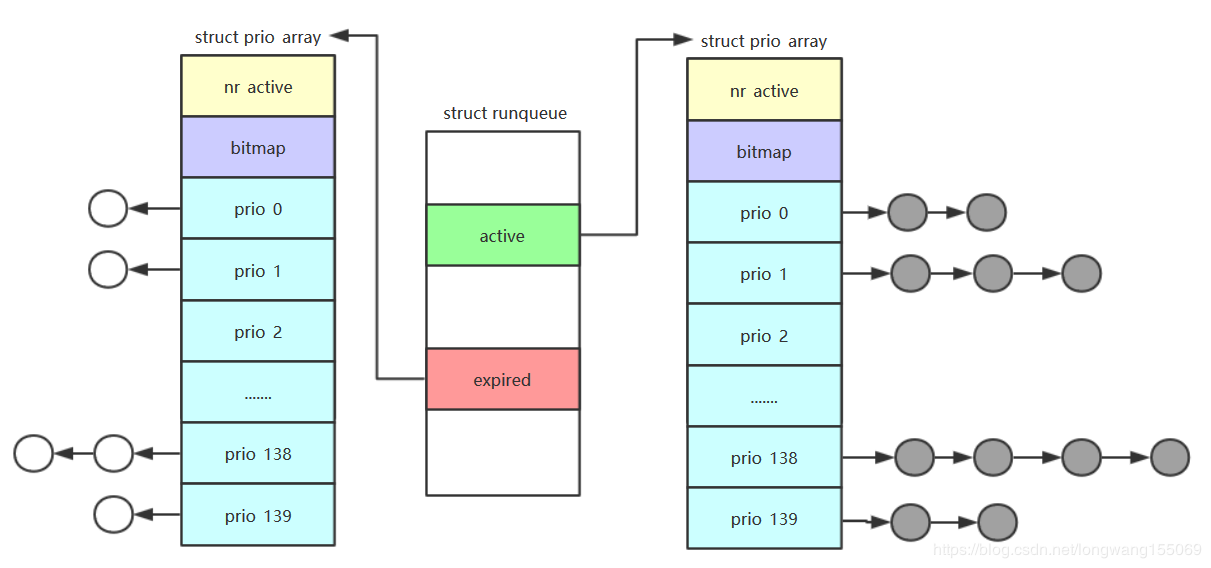 struct prio array
nr active
bitmap
prio 0
prio 1
prio 2
.......
prio 138
prio 139
struct runqueue
active
expired
struct prio array
nr active
bitmap
prio 0
prio 1
prio 2
.......
prio 138
prio 139
https://blog.csdn.net/longwang155069